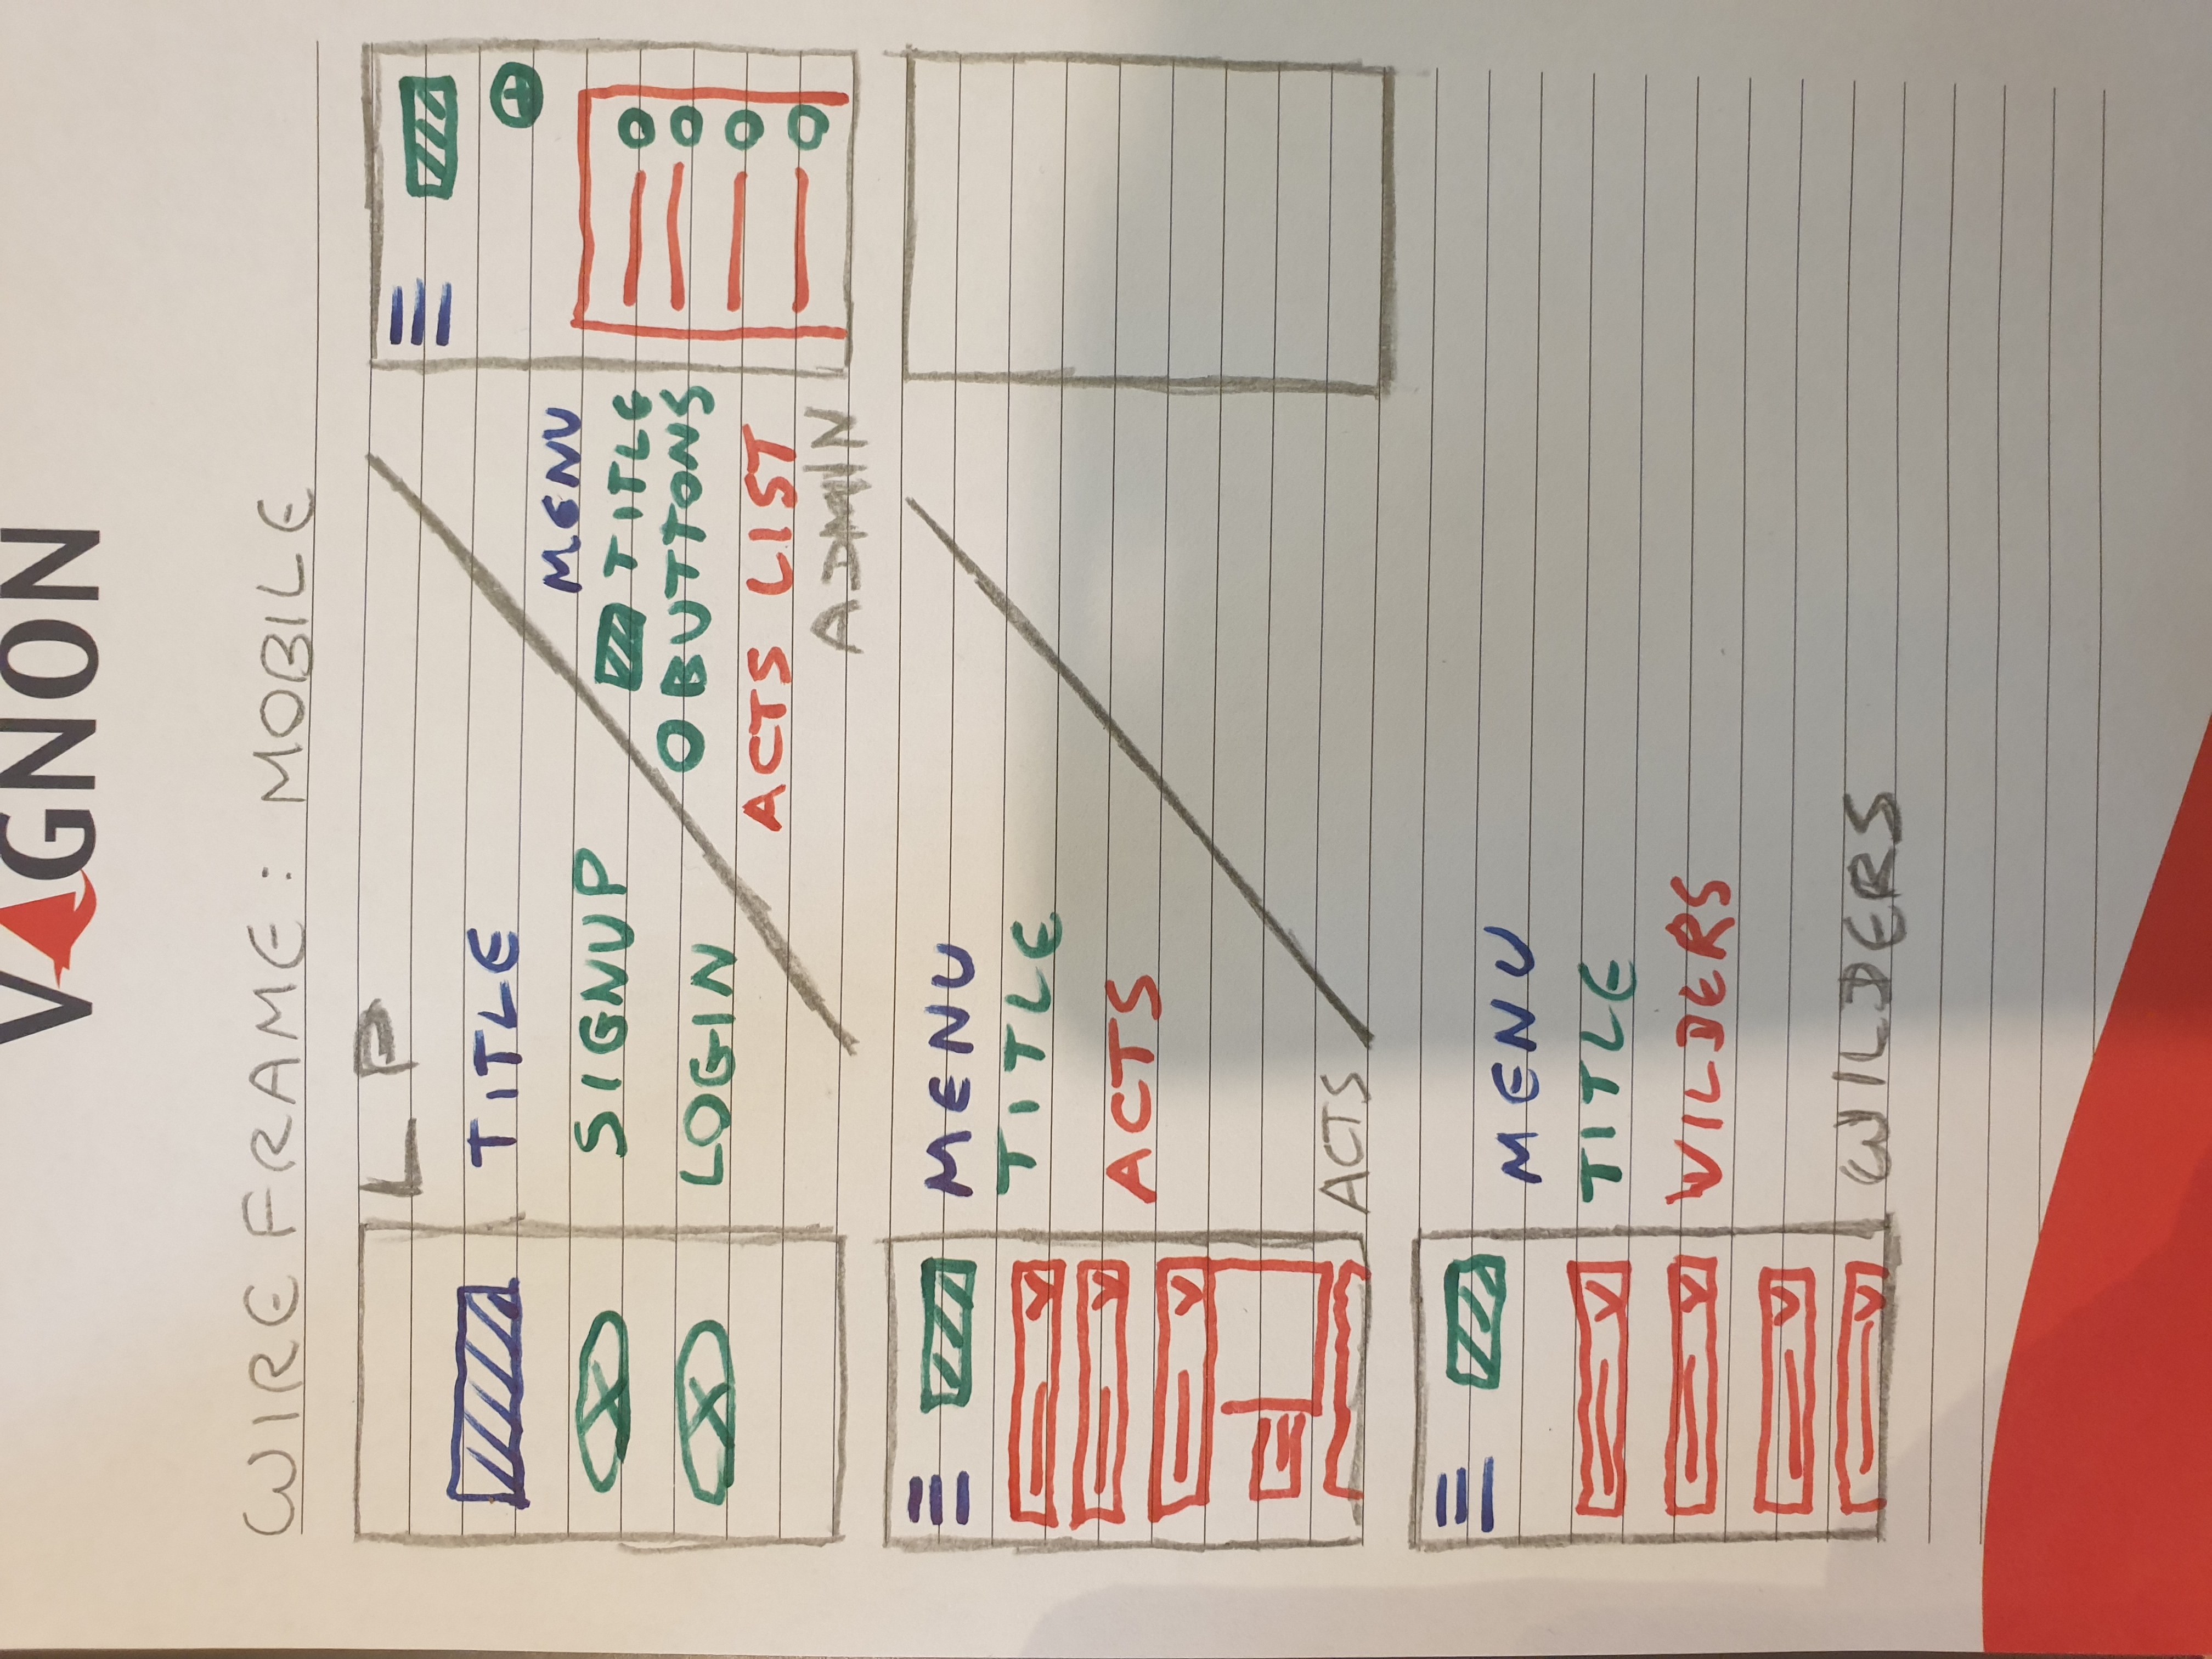 VAGNON
WIREFRAME: MOBILE
LP
TITLE
SIGNUP
LOGIN
MENU
TITLE
BUTTONS
ACTS LIST
ADMIN
MENU
TITLE
ACTS
ACTS
MENU
TITLE
WILDERS
WILDERS